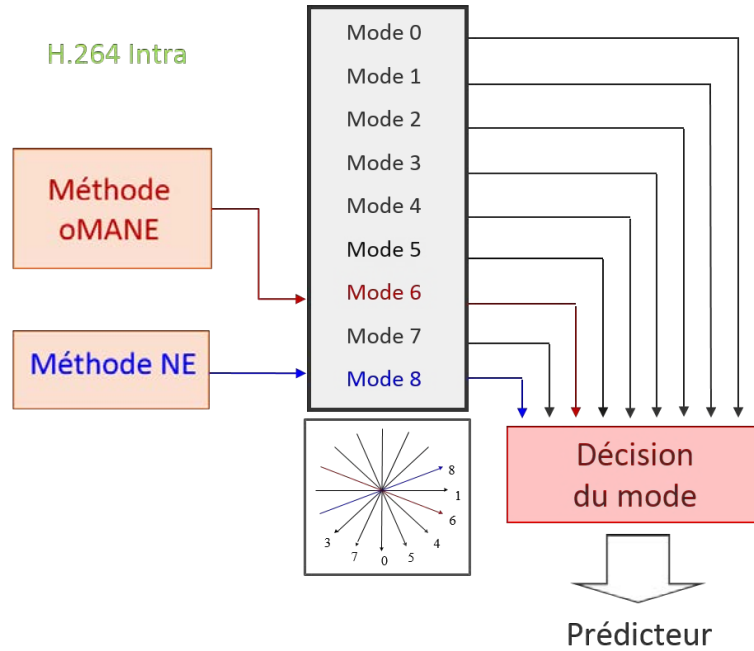 H.264 Intra
Mode 0
Mode 1
Mode 2
Mode 3
Mode 4
Mode 5
Mode 6
Mode 7
Mode 8
Méthode
oMANE
Méthode NE
8
1
6
3
4
7
5
0
Décision
du mode
Prédicteur